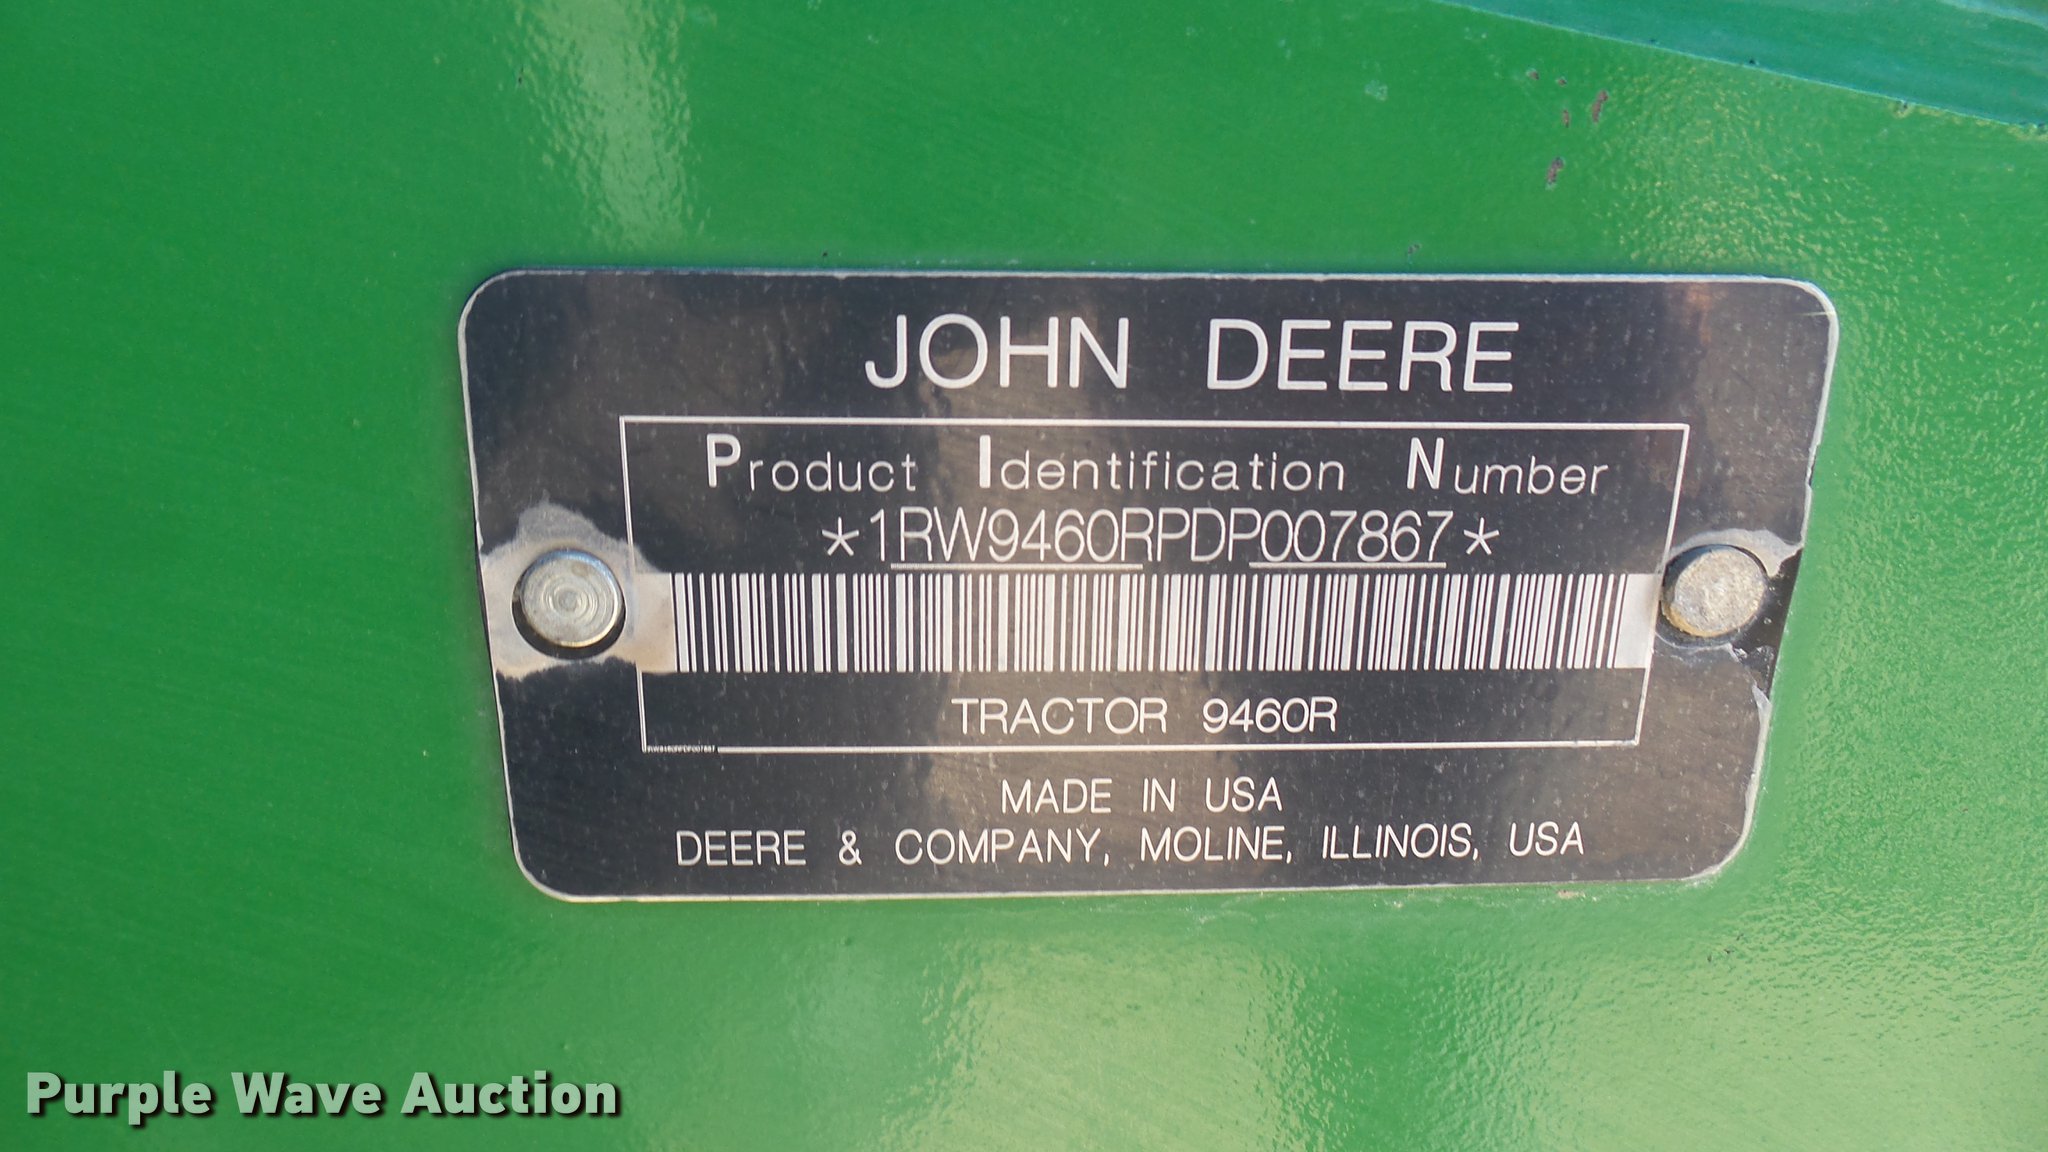 JOHN DEERE
Product Identification Number
*1RW9460RPDP007867*
TRACTOR 9460R
MADE IN USA
DEERE & COMPANY, MOLINE, ILLINOIS, USA
Purple Wave Auction